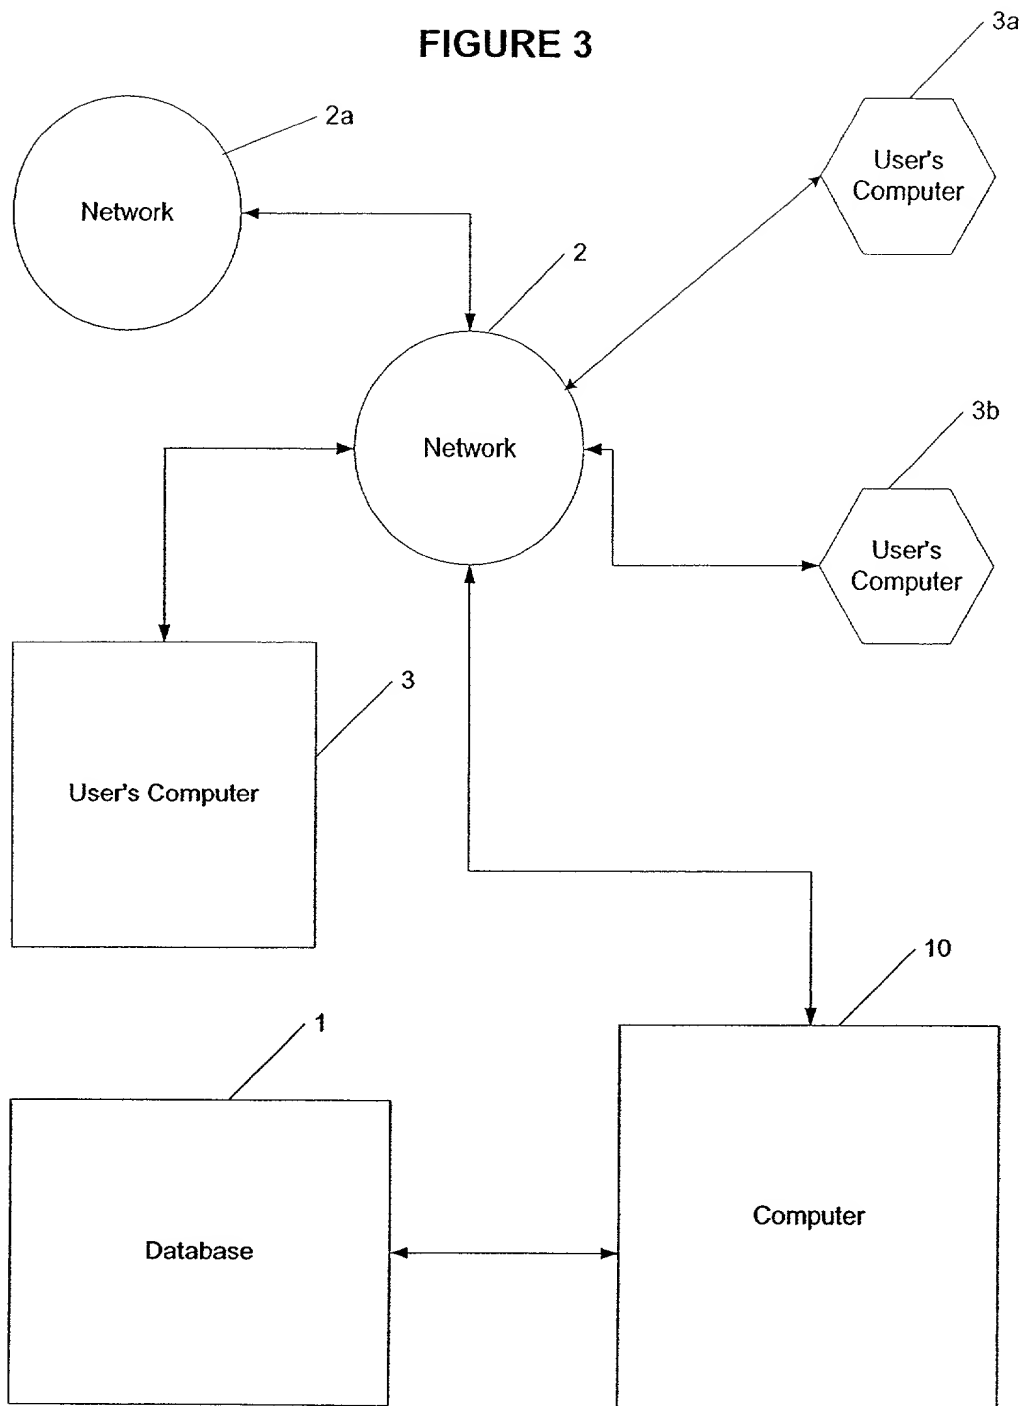 FIGURE 3
3a
2a
User's
Computer
Network
2
3b
Network
User's
Computer
3
User's Computer
10
1
Computer
Database